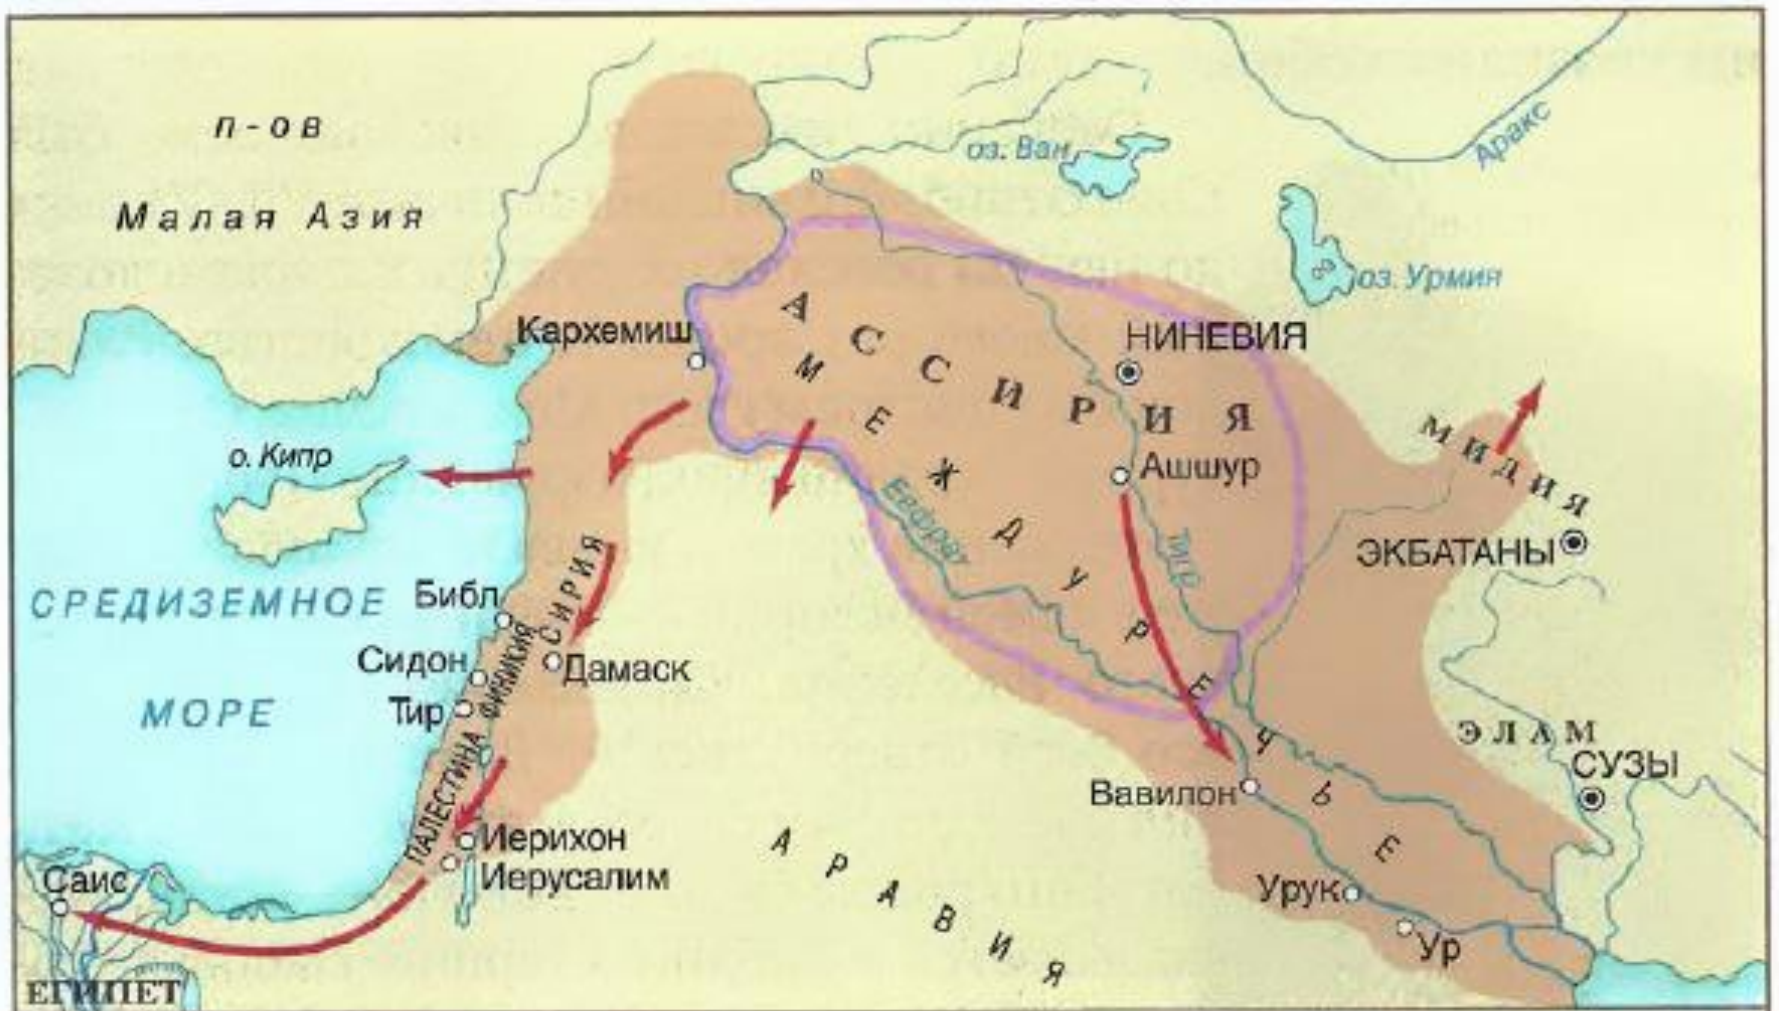 п-ов
Малая Азия
оз. Ван
Аракс
оз. Урмия
Кархемиш
АССИРИЯ
НИНЕВИЯ
МЕЖДУРЕЧЬЕ
Ашшур
МИДИЯ
о. Кипр
Евфрат
Тигр
ЭКБАТАНЫ
СРЕДИЗЕМНОЕ
МОРЕ
Библ
СИРИЯ
Сидон
ФИНИКИЯ
Дамаск
Тир
ПАЛЕСТИНА
ЭЛАМ
СУЗЫ
Вавилон
Иерихон
Иерусалим
АРАВИЯ
Саис
Урук
Ур
ЕГИПЕТ